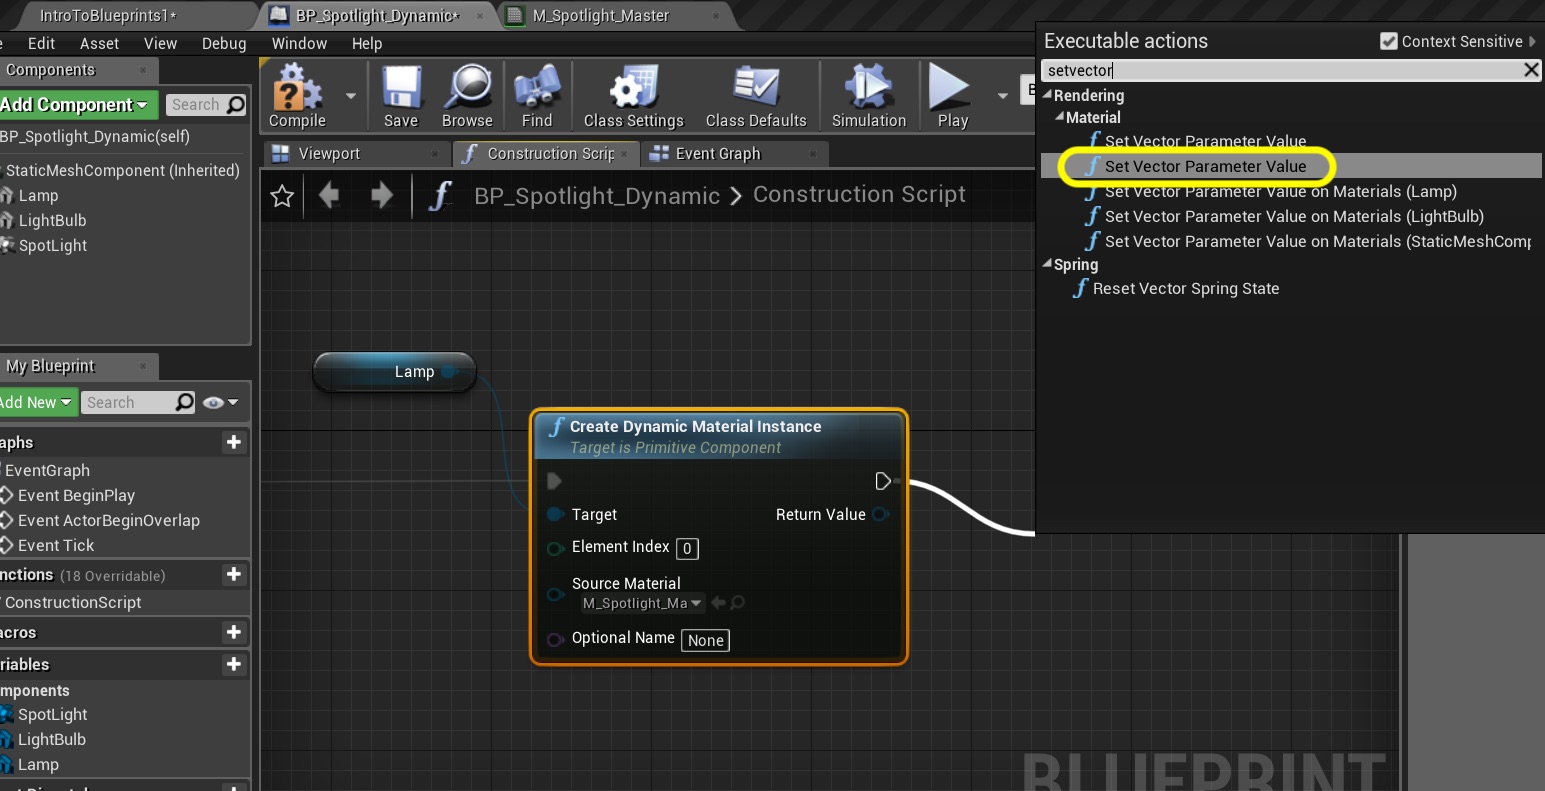 IntroToBlueprints1*
BP_Spotlight_Dynamic*
M_Spotlight_Master
Edit Asset View Debug Window Help
Components
Add Component
Search
BP_Spotlight_Dynamic(self)
StaticMeshComponent (Inherited)
Lamp
LightBulb
SpotLight
My Blueprint
Add New
Search
aphs
EventGraph
Event BeginPlay
Event ActorBeginOverlap
Event Tick
nctions (18 Overridable)
ConstructionScript
acros
riables
mponents
SpotLight
LightBulb
Lamp
Compile
Save
Browse
Find
Class Settings
Class Defaults
Simulation
Play
Viewport
Construction Scrip
Event Graph
BP_Spotlight_Dynamic > Construction Script
Lamp
Create Dynamic Material Instance
Target is Primitive Component
Target
Return Value
Element Index 0
Source Material
M_Spotlight_Ma
Optional Name None
BLUEPRINT
Executable actions
Context Sensitive
setvector
Rendering
Material
Set Vector Parameter Value
Set Vector Parameter Value
Set Vector Parameter Value on Materials (Lamp)
Set Vector Parameter Value on Materials (LightBulb)
Set Vector Parameter Value on Materials (StaticMeshComp
Spring
Reset Vector Spring State